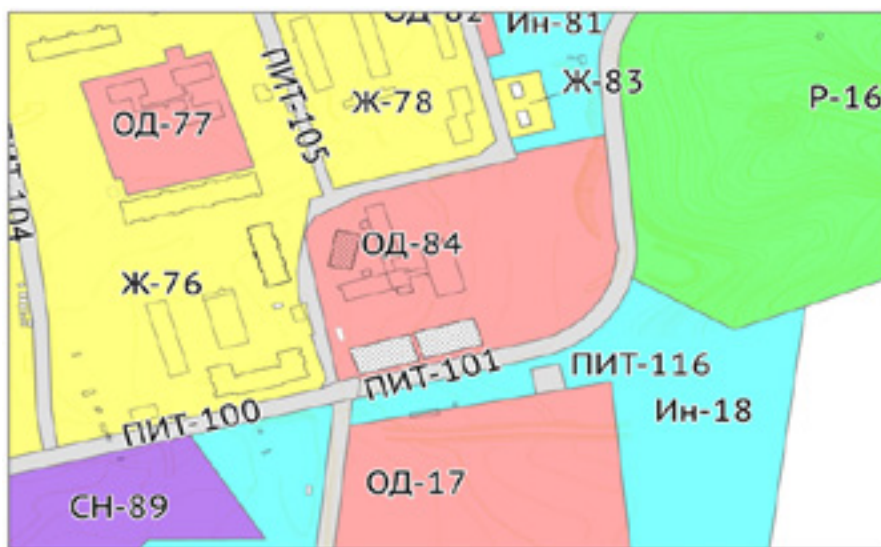 ОД-82
Ин-81
Ж-83
Р-16
ОД-77
Ж-78
ПИТ-105
ПИТ-104
ОД-84
Ж-76
ПИТ-101
ПИТ-116
ПИТ-100
Ин-18
ОД-17
СН-89